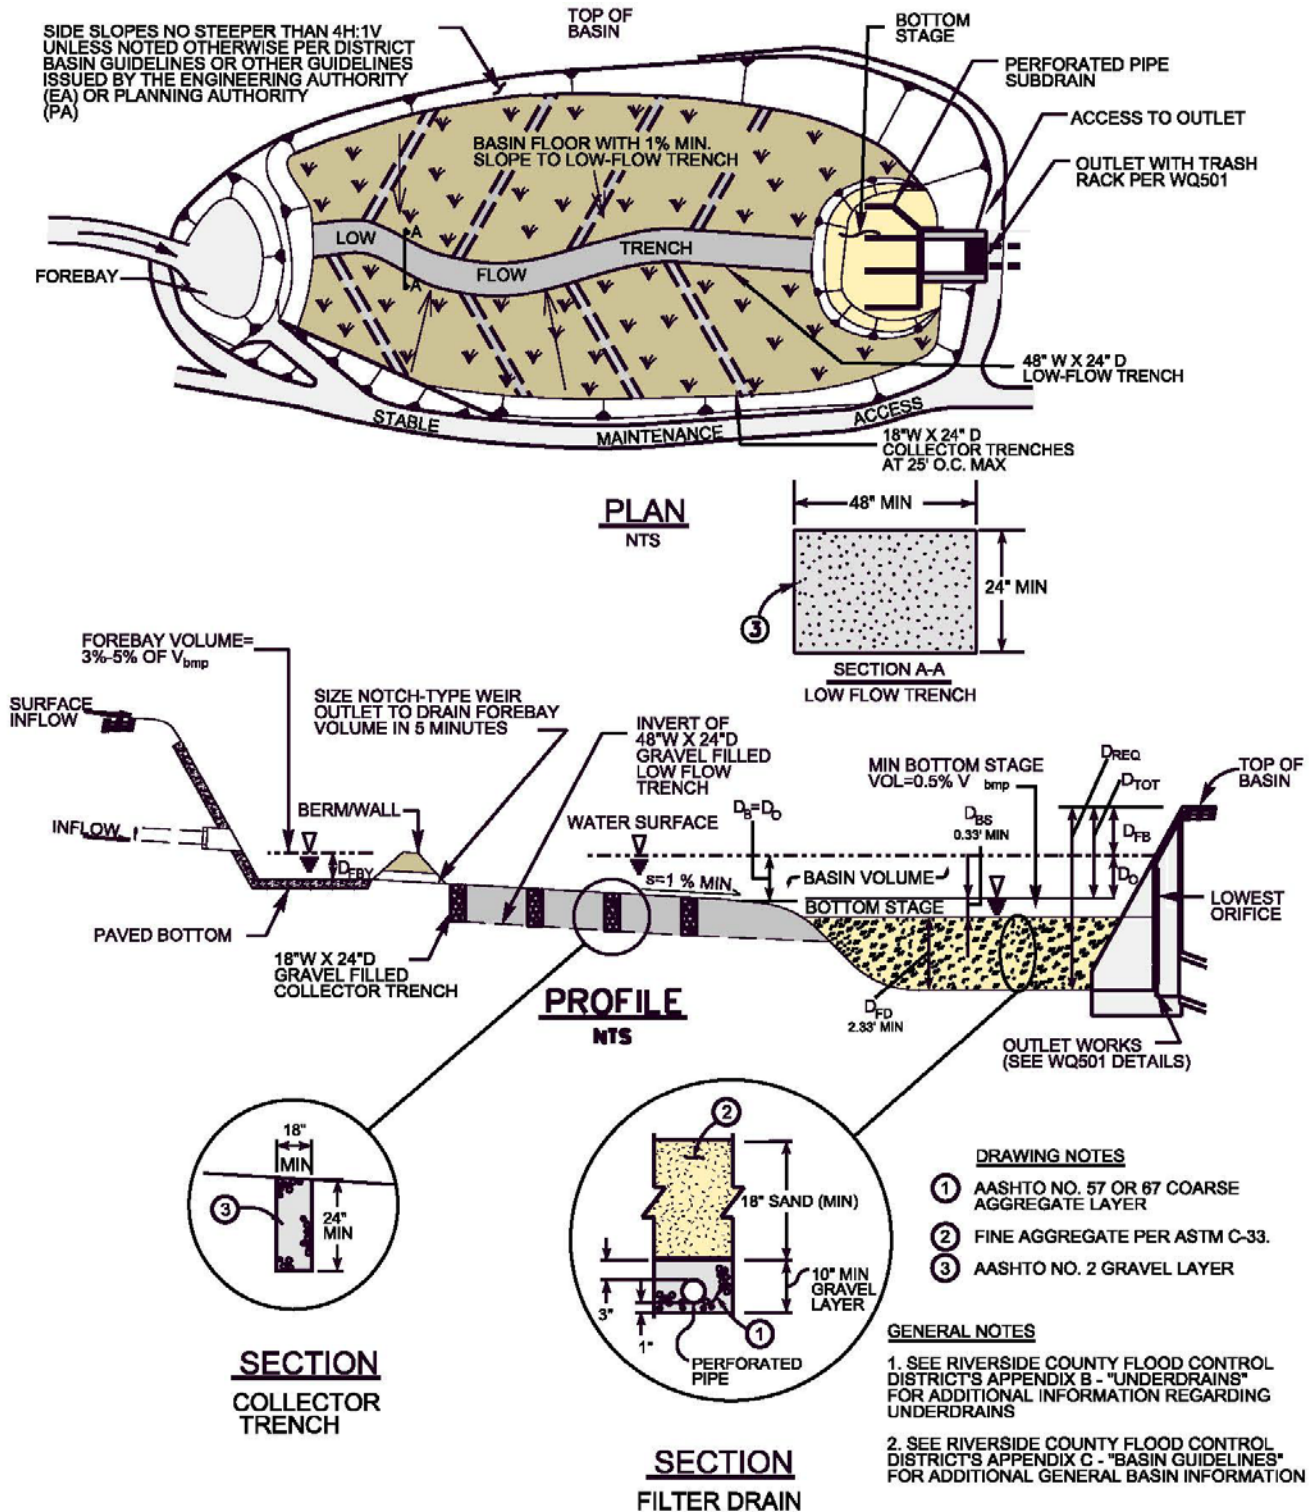 SIDE SLOPES NO STEEPER THAN 4H:1V
UNLESS NOTED OTHERWISE PER DISTRICT
BASIN GUIDELINES OR OTHER GUIDELINES
ISSUED BY THE ENGINEERING AUTHORITY
(EA) OR PLANNING AUTHORITY
(PA)
TOP OF
BASIN
BOTTOM
STAGE
PERFORATED PIPE
SUBDRAIN
ACCESS TO OUTLET
OUTLET WITH TRASH
RACK PER WQ501
BASIN FLOOR WITH 1% MIN.
SLOPE TO LOW-FLOW TRENCH
LOW
FLOW
TRENCH
A
A
FOREBAY
48" W X 24" D
LOW-FLOW TRENCH
STABLE
MAINTENANCE
ACCESS
18"W X 24" D
COLLECTOR TRENCHES
AT 25' O.C. MAX
PLAN
NTS
48" MIN
24" MIN
3
SECTION A-A
LOW FLOW TRENCH
FOREBAY VOLUME=
3%-5% OF Vbmp
SURFACE
INFLOW
SIZE NOTCH-TYPE WEIR
OUTLET TO DRAIN FOREBAY
VOLUME IN 5 MINUTES
INVERT OF
48"W X 24"D
GRAVEL FILLED
LOW FLOW
TRENCH
MIN BOTTOM STAGE
VOL=0.5% V bmp
DREQ
DTOT
TOP OF
BASIN
INFLOW
BERM/WALL
WATER SURFACE
DB=DO
DBS
0.33' MIN
DFB
DFBY
s=1 % MIN
BASIN VOLUME
DO
BOTTOM STAGE
LOWEST
ORIFICE
PAVED BOTTOM
18"W X 24"D
GRAVEL FILLED
COLLECTOR TRENCH
PROFILE
NTS
DFD
2.33' MIN
OUTLET WORKS
(SEE WQ501 DETAILS)
18"
MIN
3
24"
MIN
SECTION
COLLECTOR
TRENCH
2
18" SAND (MIN)
10" MIN
GRAVEL
LAYER
3"
1"
1
PERFORATED
PIPE
SECTION
FILTER DRAIN
DRAWING NOTES
1 AASHTO NO. 57 OR 67 COARSE
AGGREGATE LAYER
2 FINE AGGREGATE PER ASTM C-33.
3 AASHTO NO. 2 GRAVEL LAYER
GENERAL NOTES
1. SEE RIVERSIDE COUNTY FLOOD CONTROL
DISTRICT'S APPENDIX B - "UNDERDRAINS"
FOR ADDITIONAL INFORMATION REGARDING
UNDERDRAINS
2. SEE RIVERSIDE COUNTY FLOOD CONTROL
DISTRICT'S APPENDIX C - "BASIN GUIDELINES"
FOR ADDITIONAL GENERAL BASIN INFORMATION